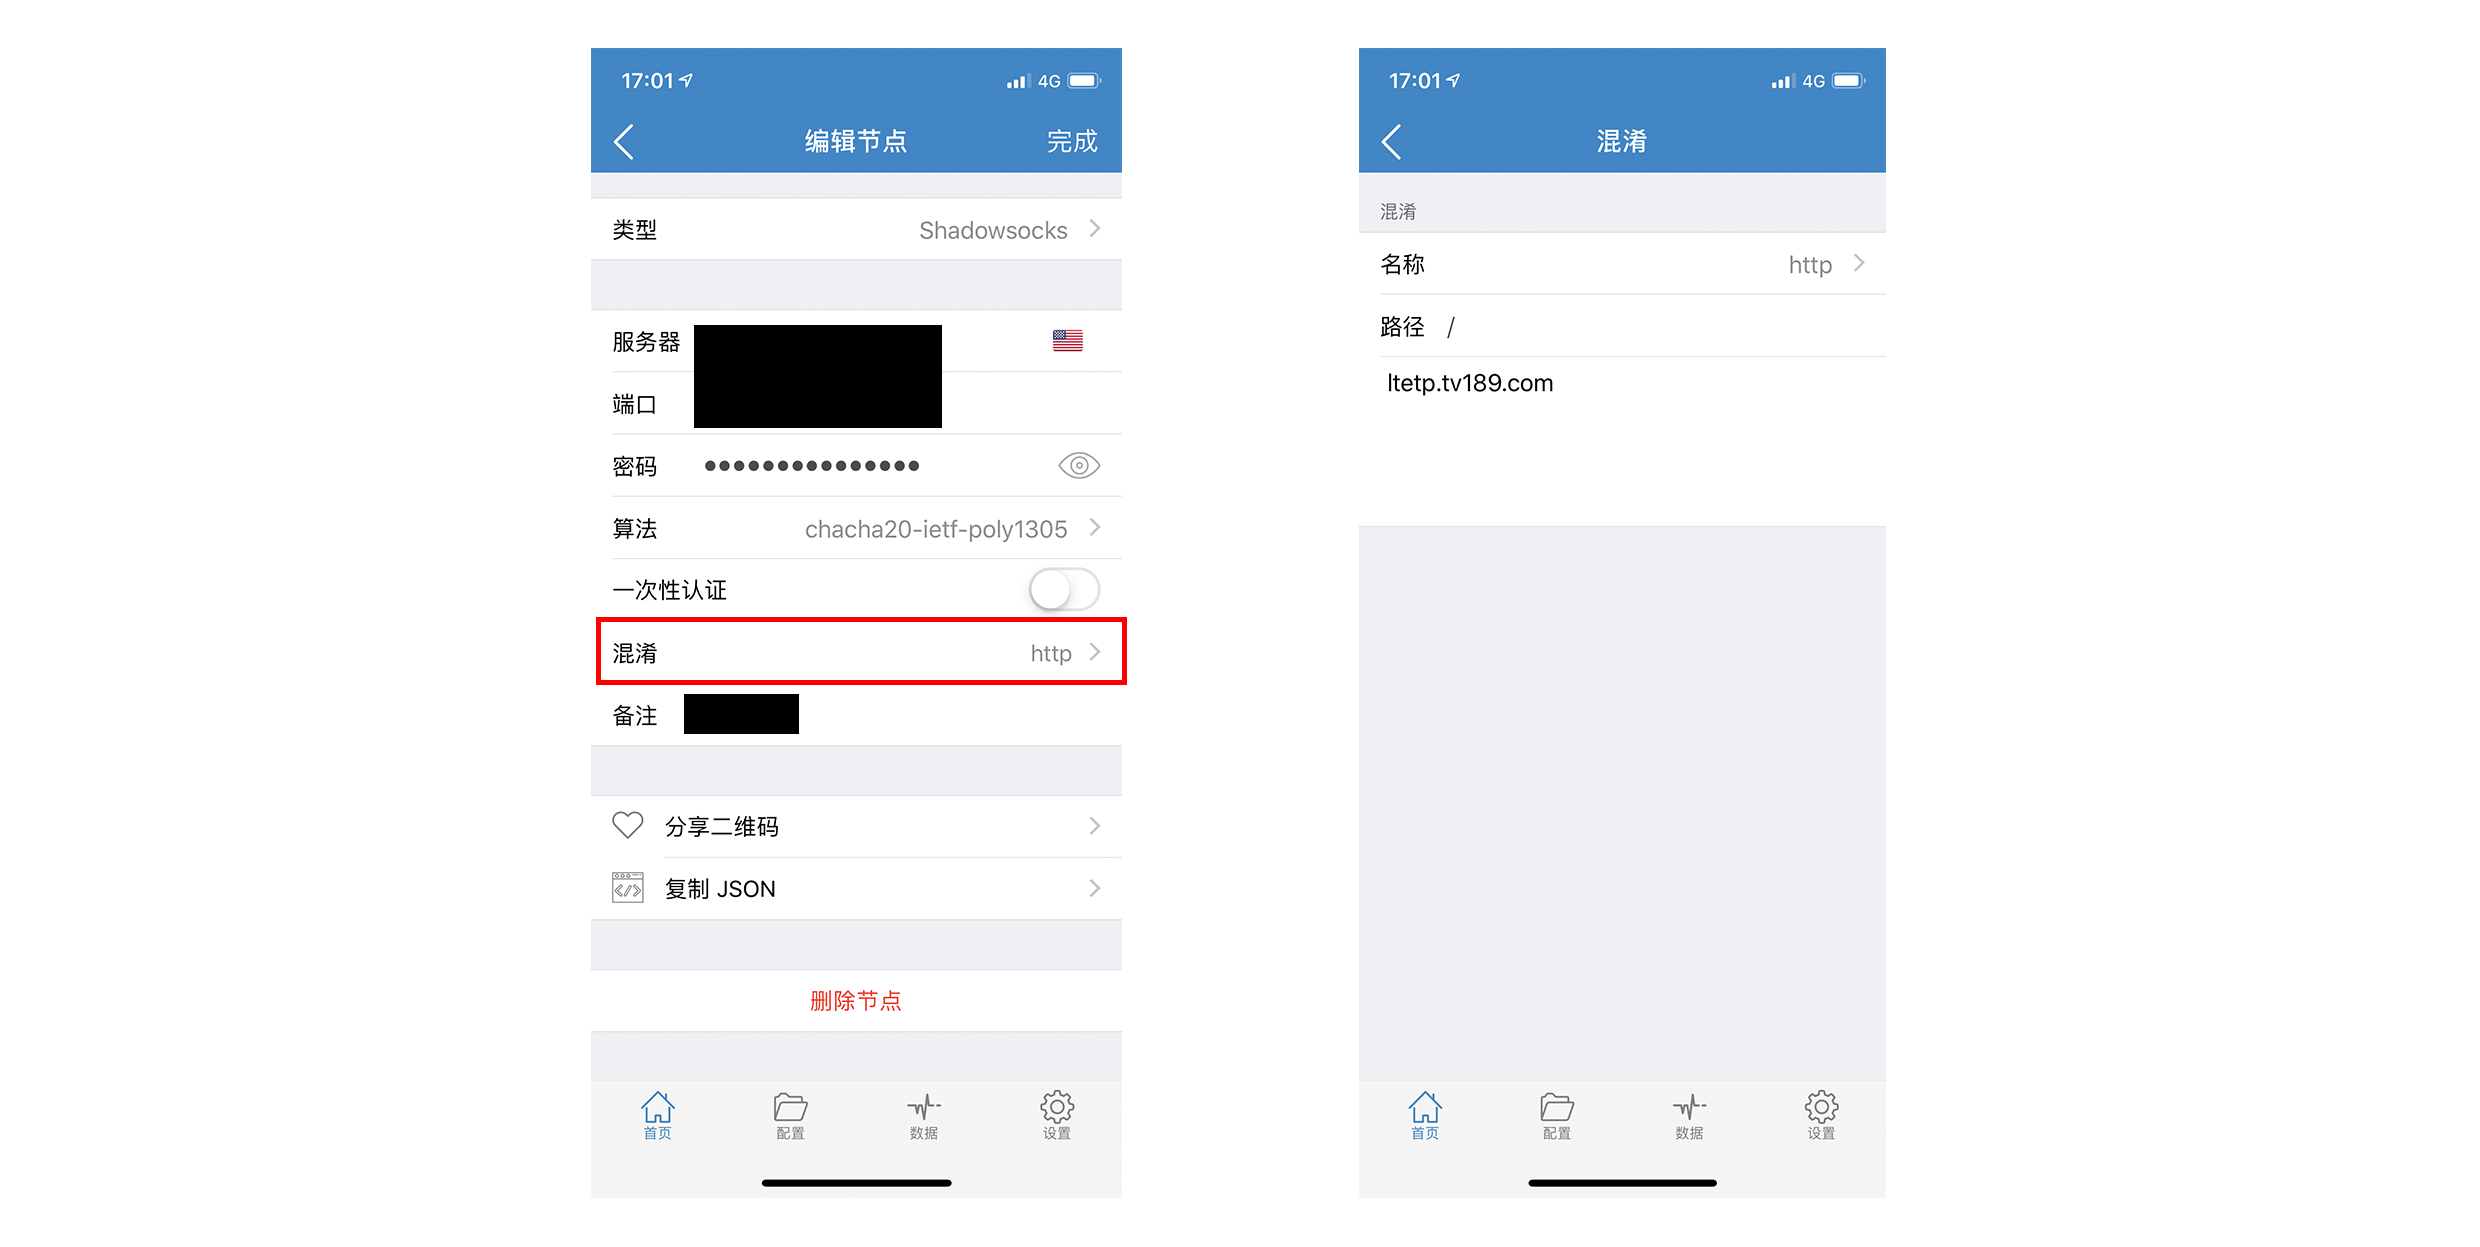 17:01
4G
编辑节点
完成
类型
Shadowsocks
服务器
端口
密码
算法
chacha20-ietf-poly1305
一次性认证
混淆
http
备注
分享二维码
复制 JSON
删除节点
首页
配置
数据
设置
17:01
4G
混淆
混淆
名称
http
路径 /
ltetp.tv189.com
首页
配置
数据
设置